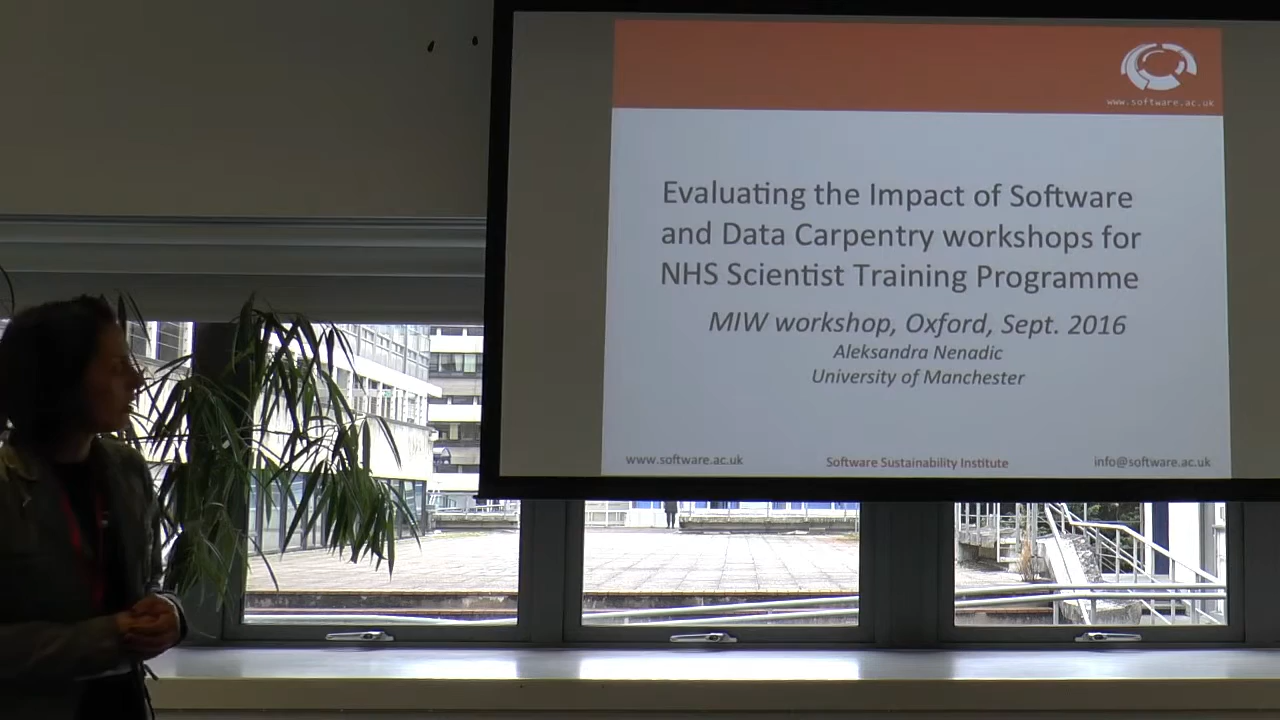 www.software.ac.uk
Evaluating the Impact of Software
and Data Carpentry workshops for
NHS Scientist Training Programme
MIW workshop, Oxford, Sept. 2016
Aleksandra Nenadic
University of Manchester
www.software.ac.uk
Software Sustainability Institute
info@software.ac.uk